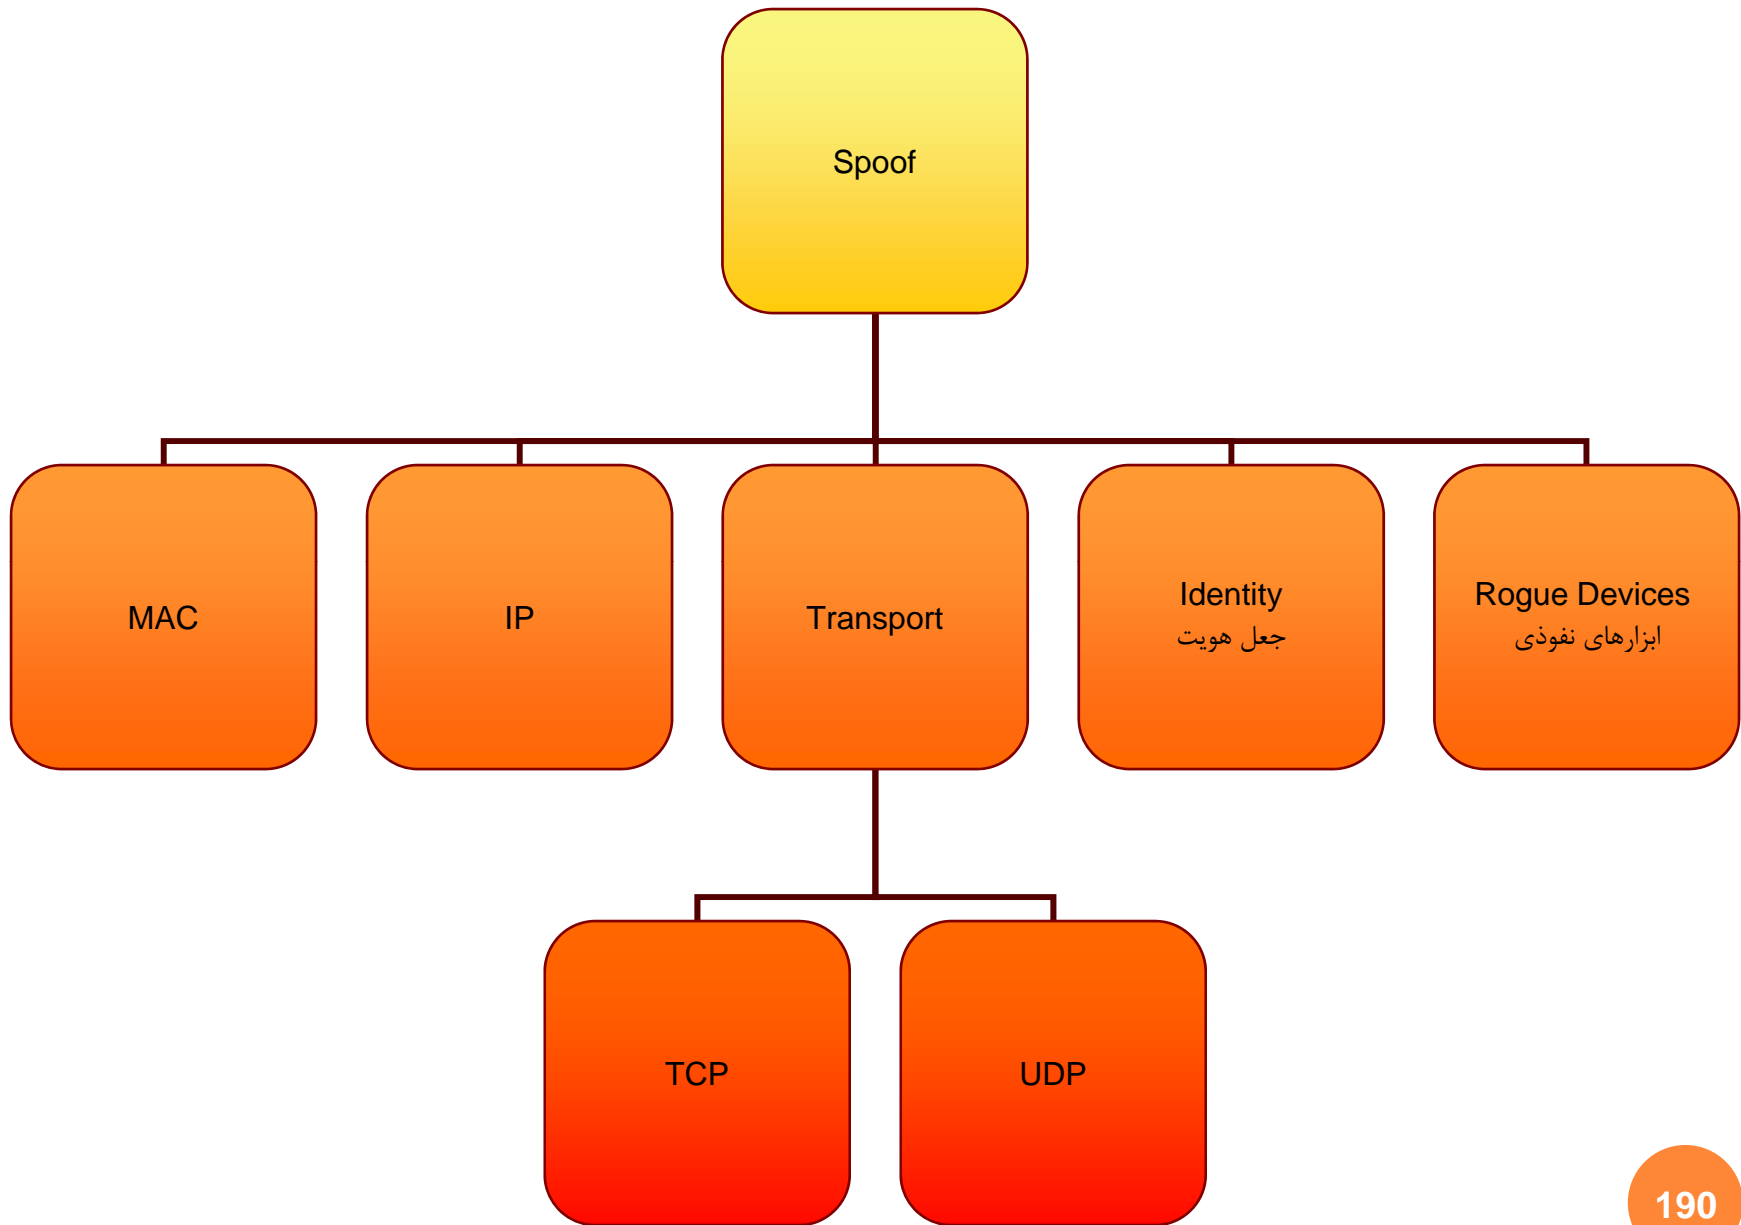 Spoof
MAC
IP
Transport
Identity
جعل هویت
Rogue Devices
ابزارهای نفوذی
TCP
UDP
190